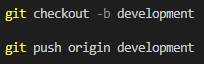 git checkout -b development
git push origin development